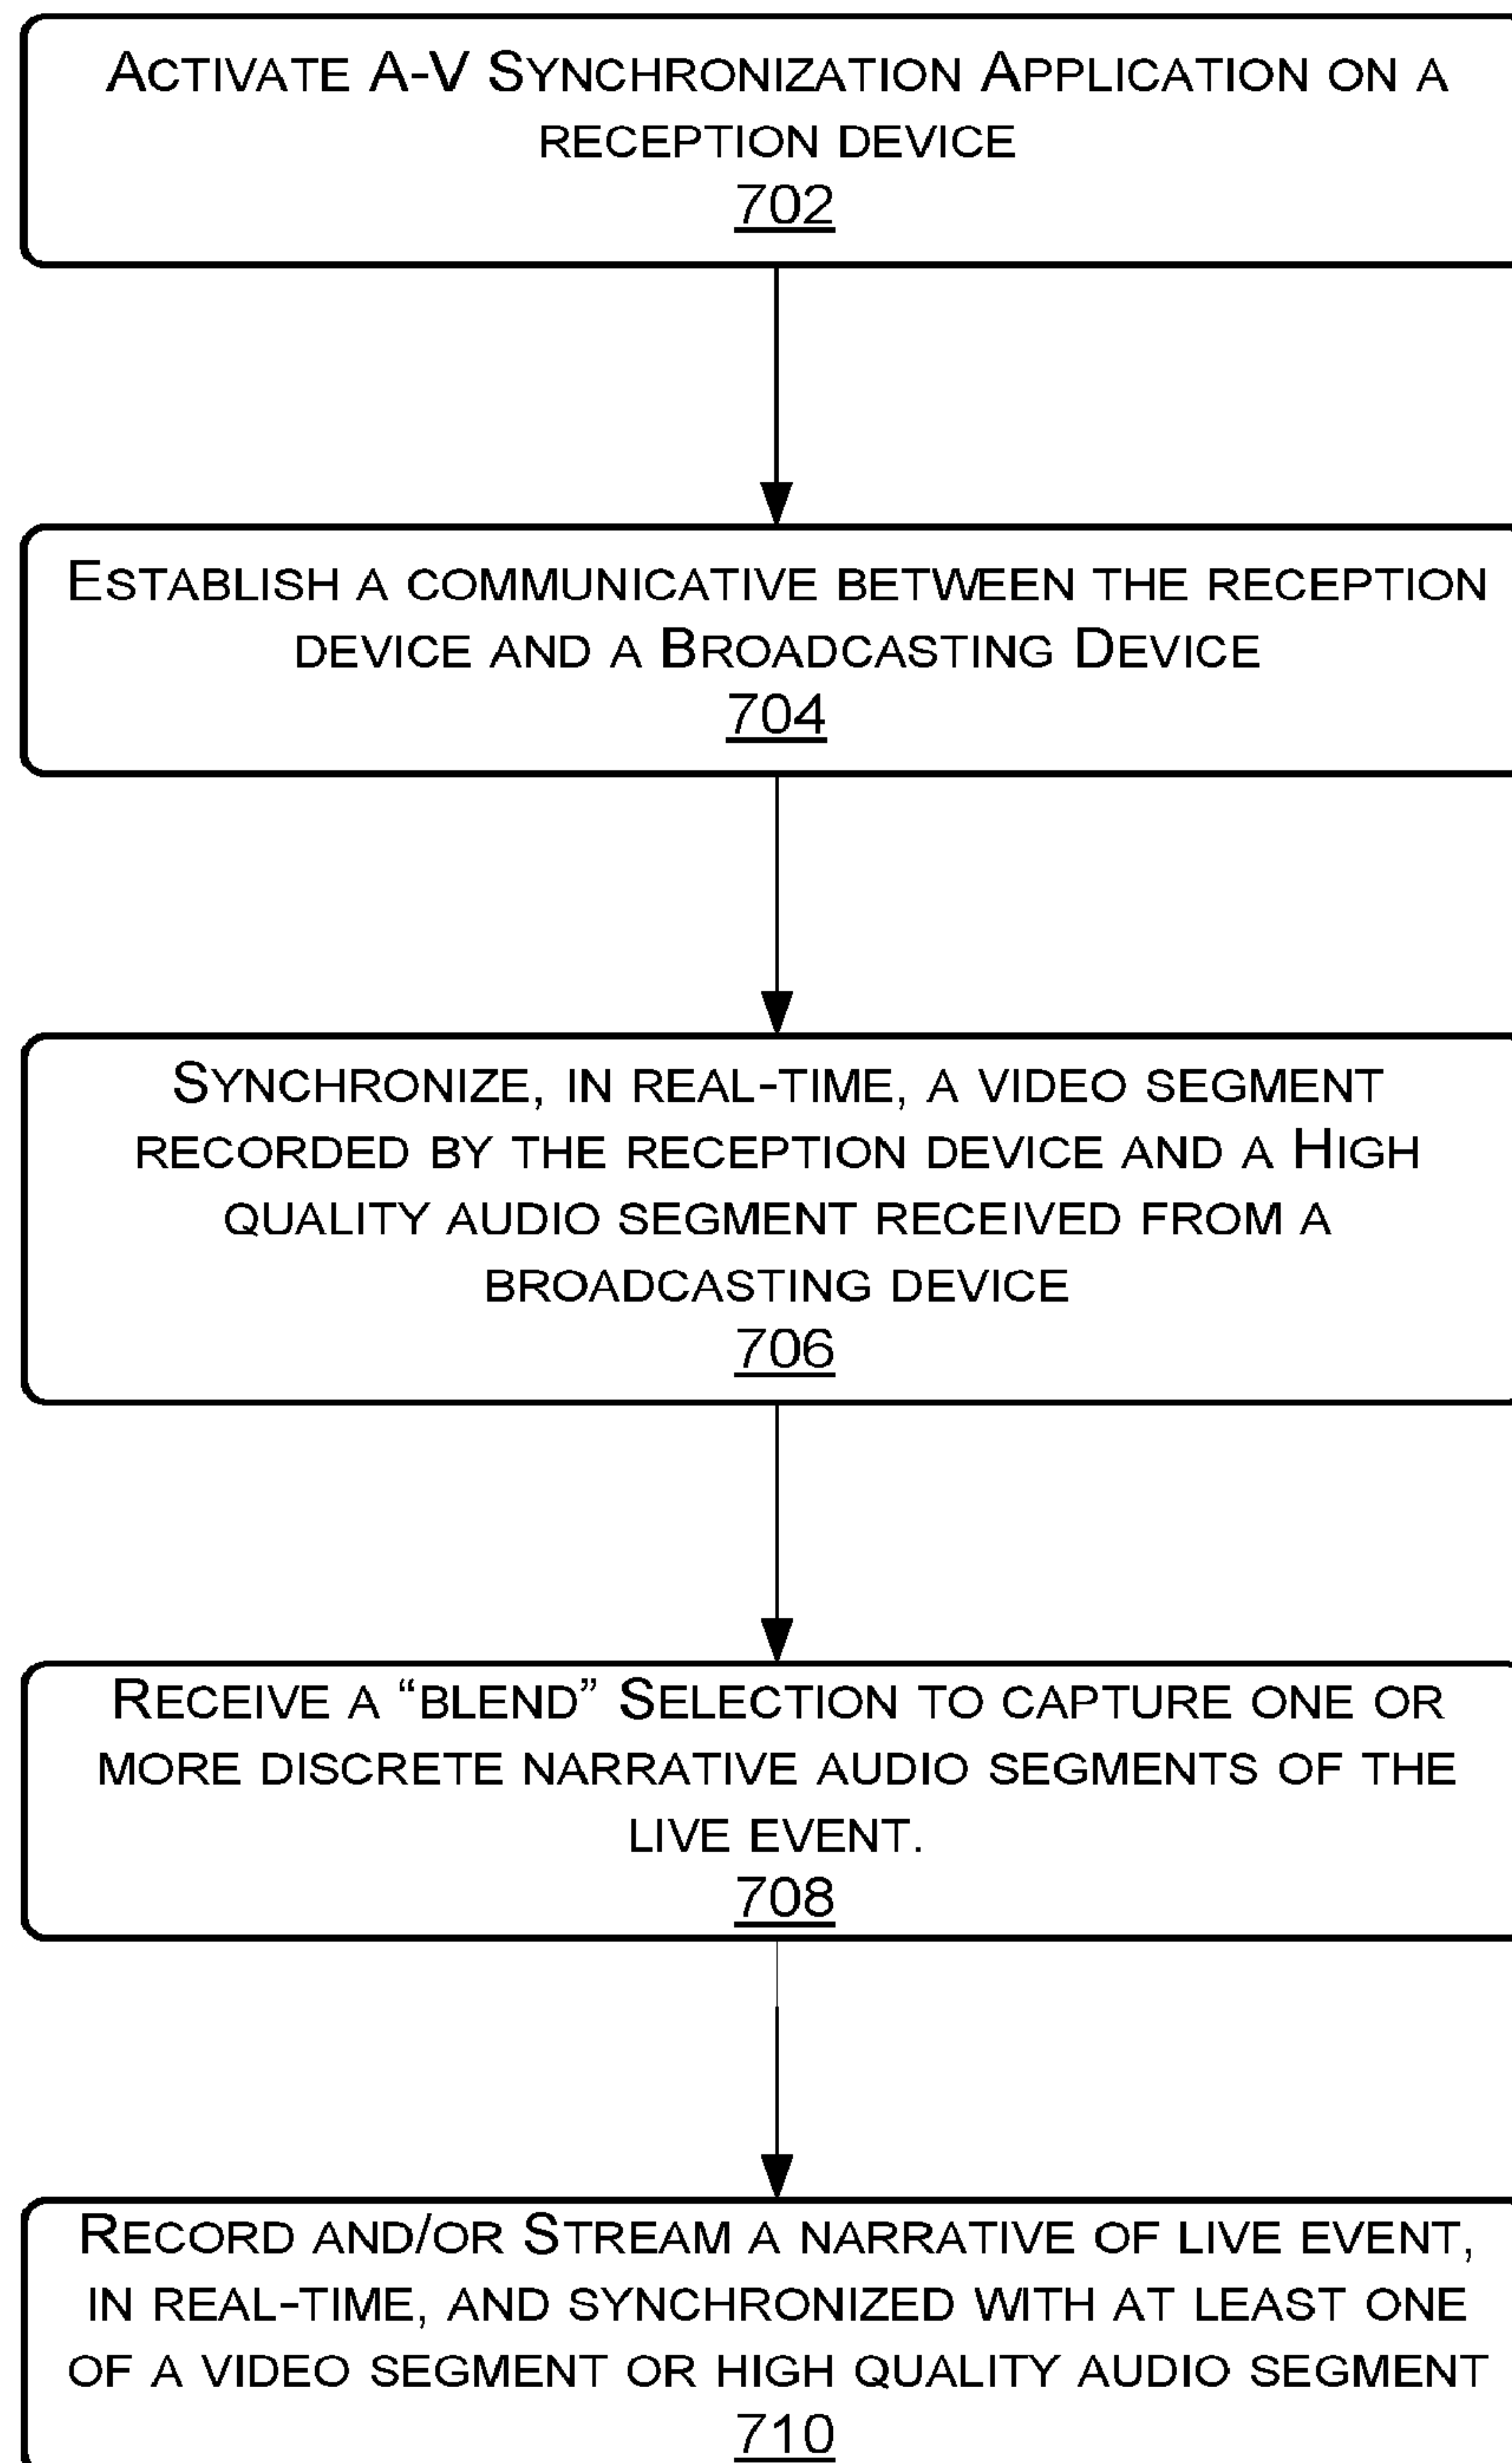 ACTIVATE A-V SYNCHRONIZATION APPLICATION ON A
RECEPTION DEVICE
702
ESTABLISH A COMMUNICATIVE BETWEEN THE RECEPTION
DEVICE AND A BROADCASTING DEVICE
704
SYNCHRONIZE, IN REAL-TIME, A VIDEO SEGMENT
RECORDED BY THE RECEPTION DEVICE AND A HIGH
QUALITY AUDIO SEGMENT RECEIVED FROM A
BROADCASTING DEVICE
706
RECEIVE A “BLEND” SELECTION TO CAPTURE ONE OR
MORE DISCRETE NARRATIVE AUDIO SEGMENTS OF THE
LIVE EVENT.
708
RECORD AND/OR STREAM A NARRATIVE OF LIVE EVENT,
IN REAL-TIME, AND SYNCHRONIZED WITH AT LEAST ONE
OF A VIDEO SEGMENT OR HIGH QUALITY AUDIO SEGMENT
710